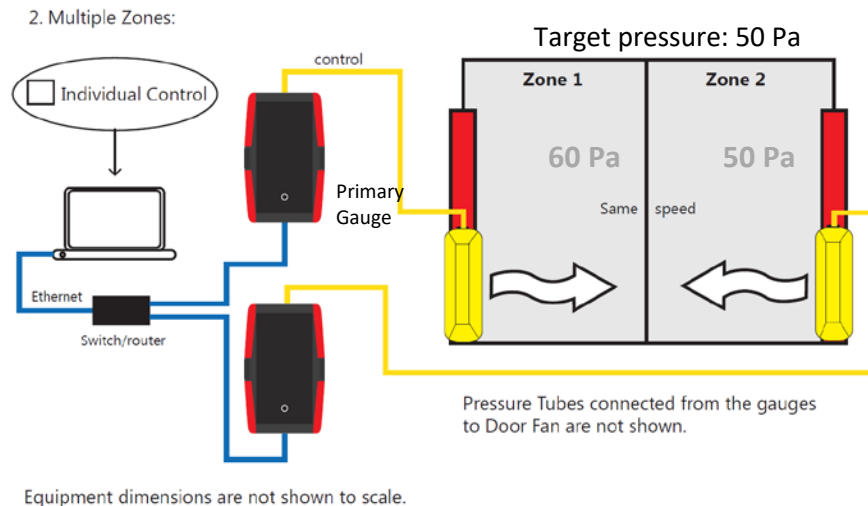 2. Multiple Zones:
Individual Control
control
Target pressure: 50 Pa
Zone 1
Zone 2
60 Pa
50 Pa
Primary
Gauge
Same speed
Ethernet
Switch/router
Pressure Tubes connected from the gauges
to Door Fan are not shown.
Equipment dimensions are not shown to scale.